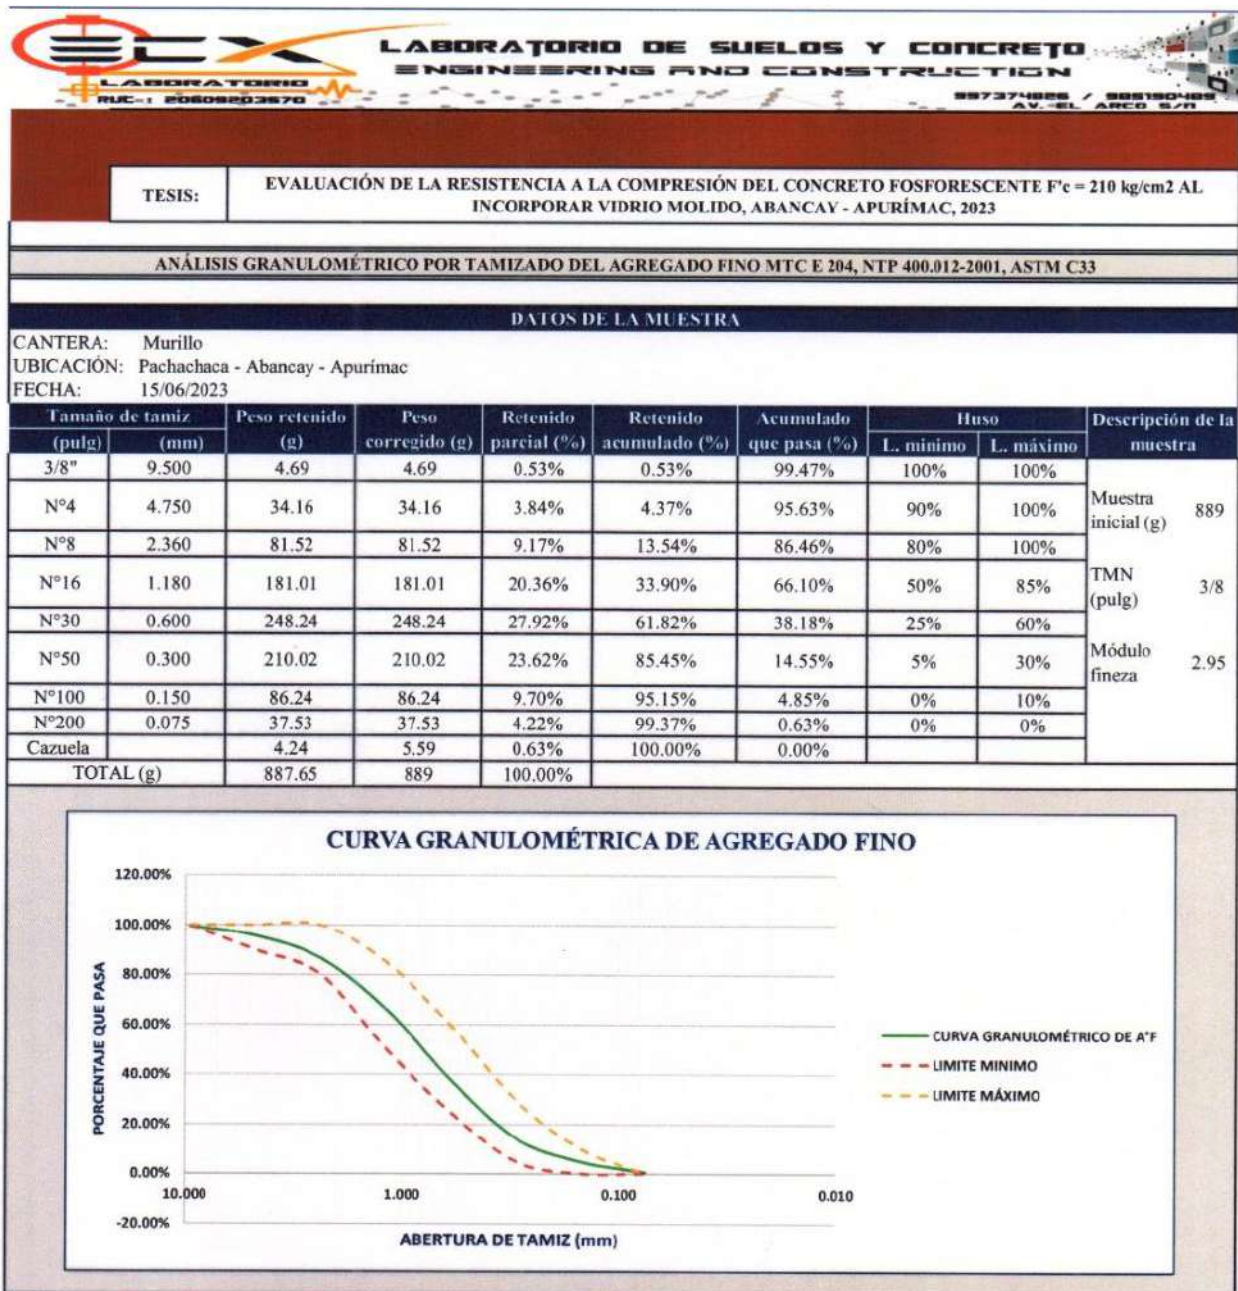 ECX
LABORATORIO
RUC-: 20609203570
LABORATORIO DE SUELOS Y CONCRETO
ENGINEERING AND CONSTRUCTION
997374826 / 985190489
AV.-EL ARCO S/N
TESIS:
EVALUACIÓN DE LA RESISTENCIA A LA COMPRESIÓN DEL CONCRETO FOSFORESCENTE F'c = 210 kg/cm2 AL
INCORPORAR VIDRIO MOLIDO, ABANCAY - APURÍMAC, 2023
ANÁLISIS GRANULOMÉTRICO POR TAMIZADO DEL AGREGADO FINO MTC E 204, NTP 400.012-2001, ASTM C33
DATOS DE LA MUESTRA
CANTERA: Murillo
UBICACIÓN: Pachachaca - Abancay - Apurímac
FECHA: 15/06/2023
Tamaño de tamiz Peso retenido Peso Retenido Retenido Acumulado Huso Descripción de la
(pulg) (mm) (g) corregido (g) parcial (%) acumulado (%) que pasa (%) L. minimo L. máximo muestra
3/8" 9.500 4.69 4.69 0.53% 0.53% 99.47% 100% 100%
N°4 4.750 34.16 34.16 3.84% 4.37% 95.63% 90% 100% Muestra inicial (g) 889
N°8 2.360 81.52 81.52 9.17% 13.54% 86.46% 80% 100%
N°16 1.180 181.01 181.01 20.36% 33.90% 66.10% 50% 85% TMN (pulg) 3/8
N°30 0.600 248.24 248.24 27.92% 61.82% 38.18% 25% 60%
N°50 0.300 210.02 210.02 23.62% 85.45% 14.55% 5% 30% Módulo fineza 2.95
N°100 0.150 86.24 86.24 9.70% 95.15% 4.85% 0% 10%
N°200 0.075 37.53 37.53 4.22% 99.37% 0.63% 0% 0%
Cazuela 4.24 5.59 0.63% 100.00% 0.00%
TOTAL (g) 887.65 889 100.00%
CURVA GRANULOMÉTRICA DE AGREGADO FINO
PORCENTAJE QUE PASA
120.00%
100.00%
80.00%
60.00%
40.00%
20.00%
0.00%
-20.00%
10.000 1.000 0.100 0.010
ABERTURA DE TAMIZ (mm)
CURVA GRANULOMÉTRICO DE A°F
LIMITE MINIMO
LIMITE MÁXIMO